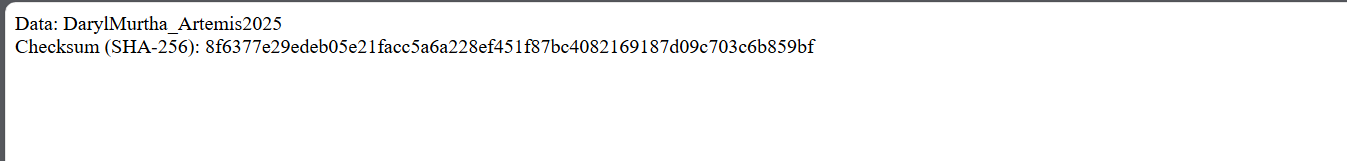 Data: DarylMurtha_Artemis2025
Checksum (SHA-256): 8f6377e29edeb05e21facc5a6a228ef451f87bc4082169187d09c703c6b859bf